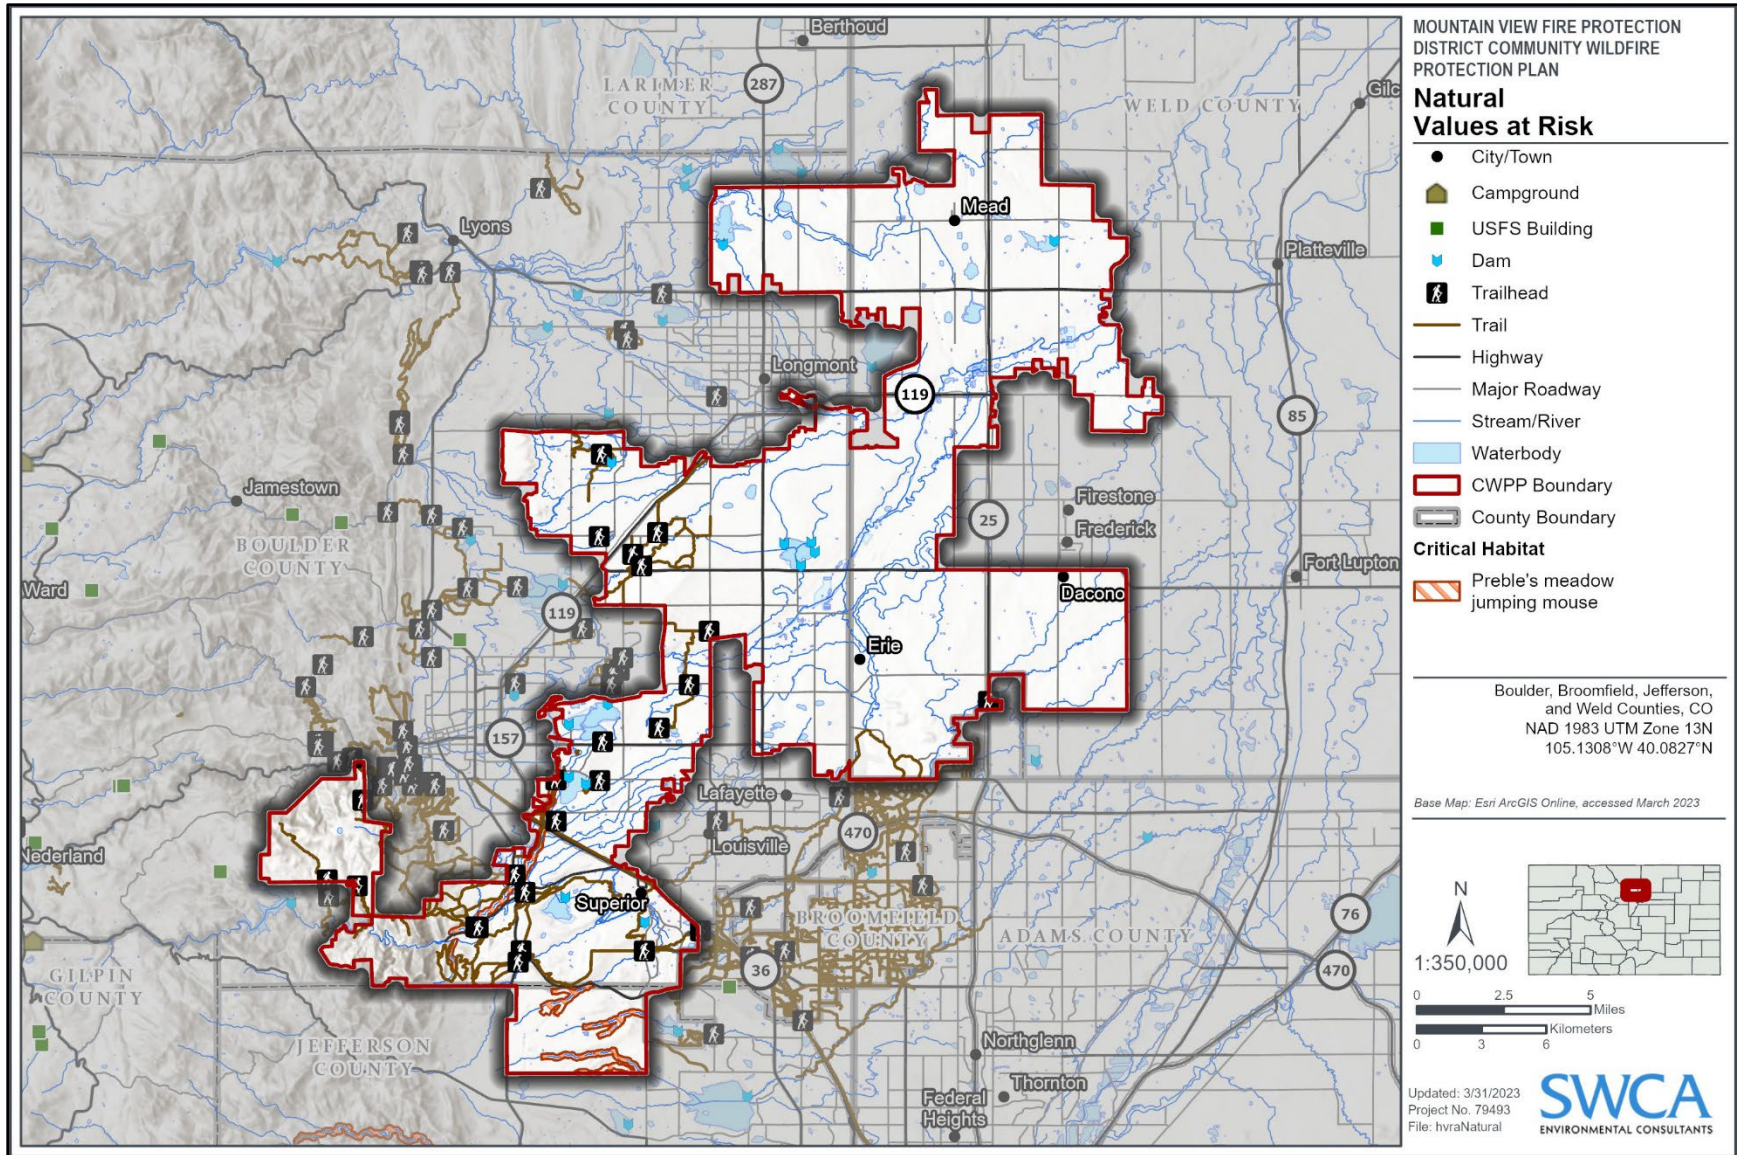 Berthoud
LARIMER
COUNTY
287
WELD COUNTY
Gilc
Lyons
Mead
Platteville
Longmont
119
85
Jamestown
BOULDER
COUNTY
Firestone
25
Frederick
Fort Lupton
Ward
119
Dacono
Erie
157
Lafayette
470
Louisville
Nederland
Superior
BROOMFIELD
COUNTY
ADAMS COUNTY
76
GILPIN
COUNTY
36
470
JEFFERSON
COUNTY
Northglenn
Thornton
Federal
Heights
MOUNTAIN VIEW FIRE PROTECTION
DISTRICT COMMUNITY WILDFIRE
PROTECTION PLAN
Natural
Values at Risk
City/Town
Campground
USFS Building
Dam
Trailhead
Trail
Highway
Major Roadway
Stream/River
Waterbody
CWPP Boundary
County Boundary
Critical Habitat
Preble's meadow
jumping mouse
Boulder, Broomfield, Jefferson,
and Weld Counties, CO
NAD 1983 UTM Zone 13N
105.1308°W 40.0827°N
Base Map: Esri ArcGIS Online, accessed March 2023
N
1:350,000
0 2.5 5
Miles
Kilometers
0 3 6
Updated: 3/31/2023
Project No. 79493
File: hvraNatural
SWCA
ENVIRONMENTAL CONSULTANTS